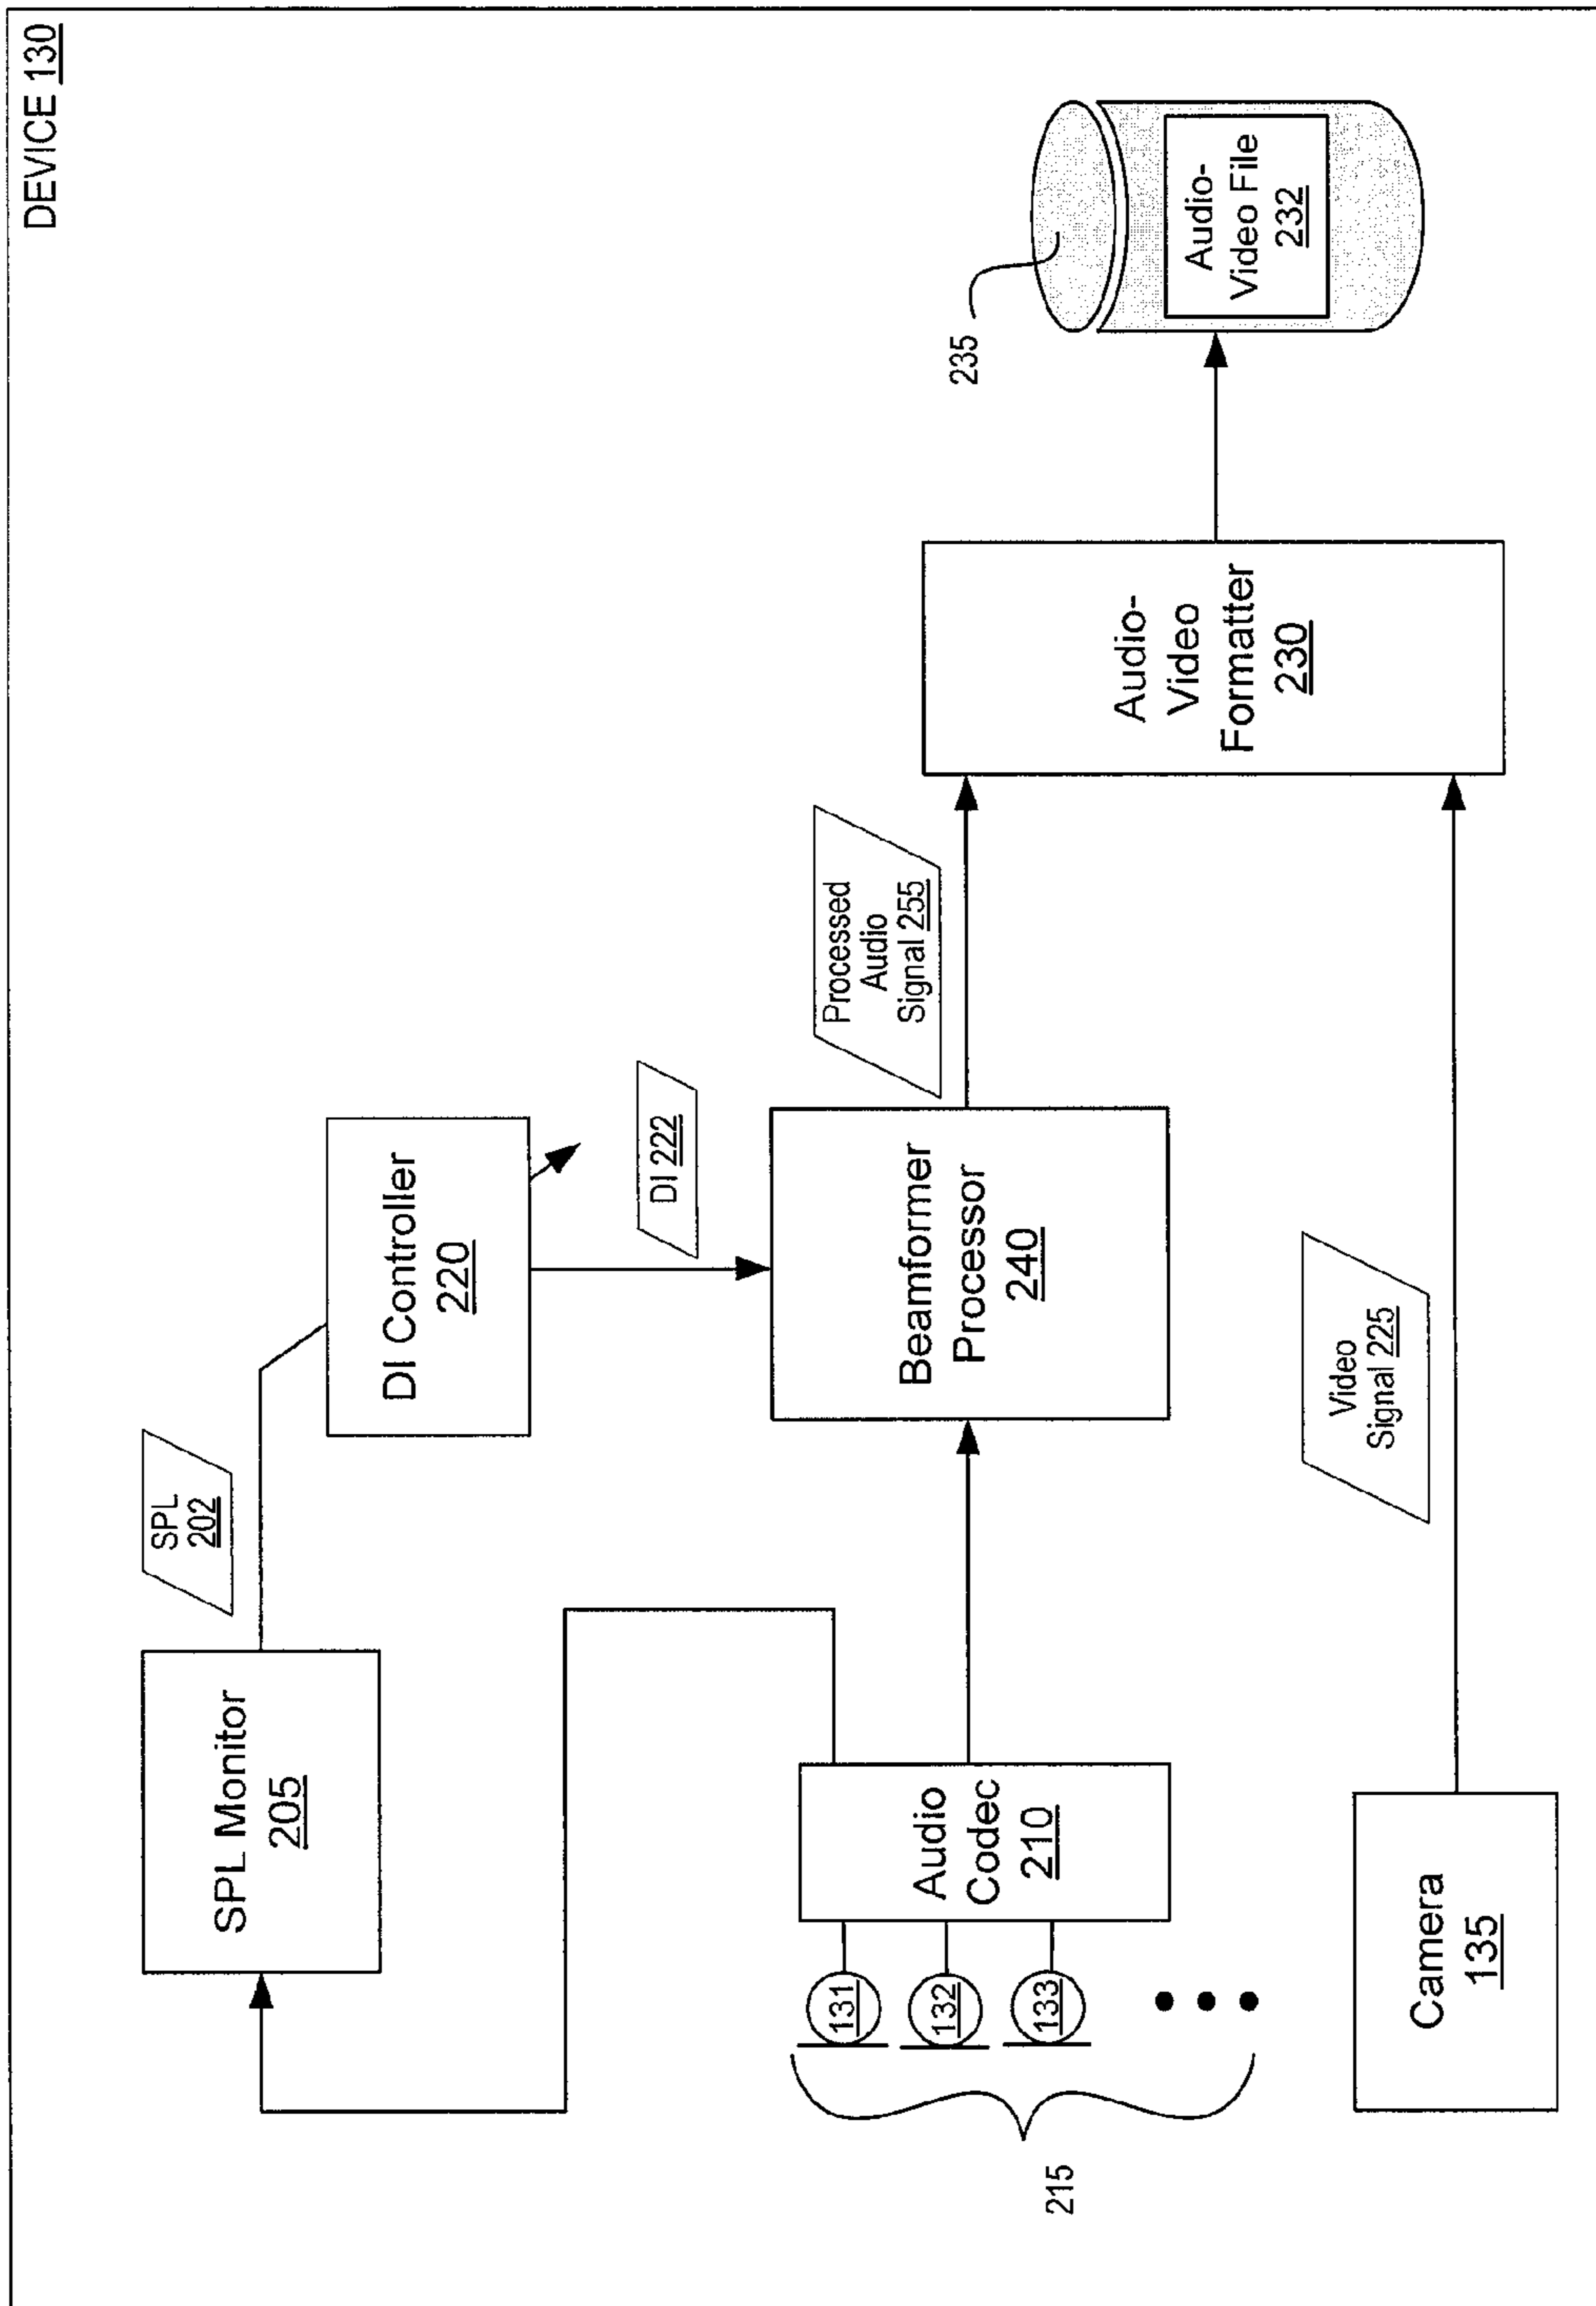 DEVICE 130
SPL Monitor
205
SPL
202
DI Controller
220
DI 222
215
131
132
133
Audio
Codec
210
Beamformer
Processor
240
Processed
Audio
Signal 255
Audio-
Video
Formatter
230
235
Audio-
Video File
232
Camera
135
Video
Signal 225